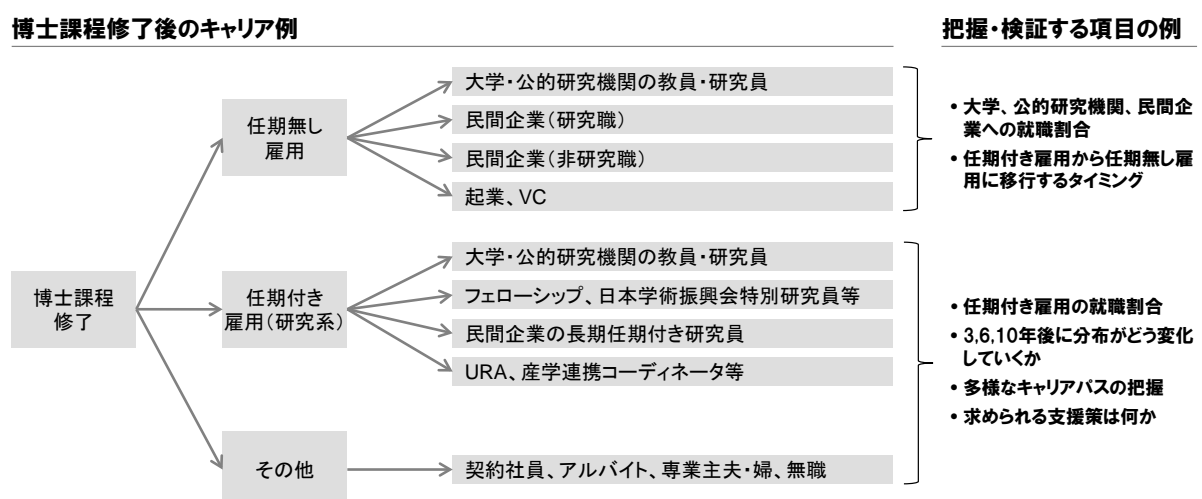 博士課程修了後のキャリア例
把握・検証する項目の例
博士課程
修了
任期無し
雇用
大学・公的研究機関の教員・研究員
民間企業(研究職)
民間企業(非研究職)
起業、VC
・大学、公的研究機関、民間企
業への就職割合
・任期付き雇用から任期無し雇
用に移行するタイミング
任期付き
雇用(研究系)
大学・公的研究機関の教員・研究員
フェローシップ、日本学術振興会特別研究員等
民間企業の長期任期付き研究員
URA、産学連携コーディネータ等
その他
契約社員、アルバイト、専業主夫・婦、無職
・任期付き雇用の就職割合
・3,6,10年後に分布がどう変化
していくか
・多様なキャリアパスの把握
・求められる支援策は何か